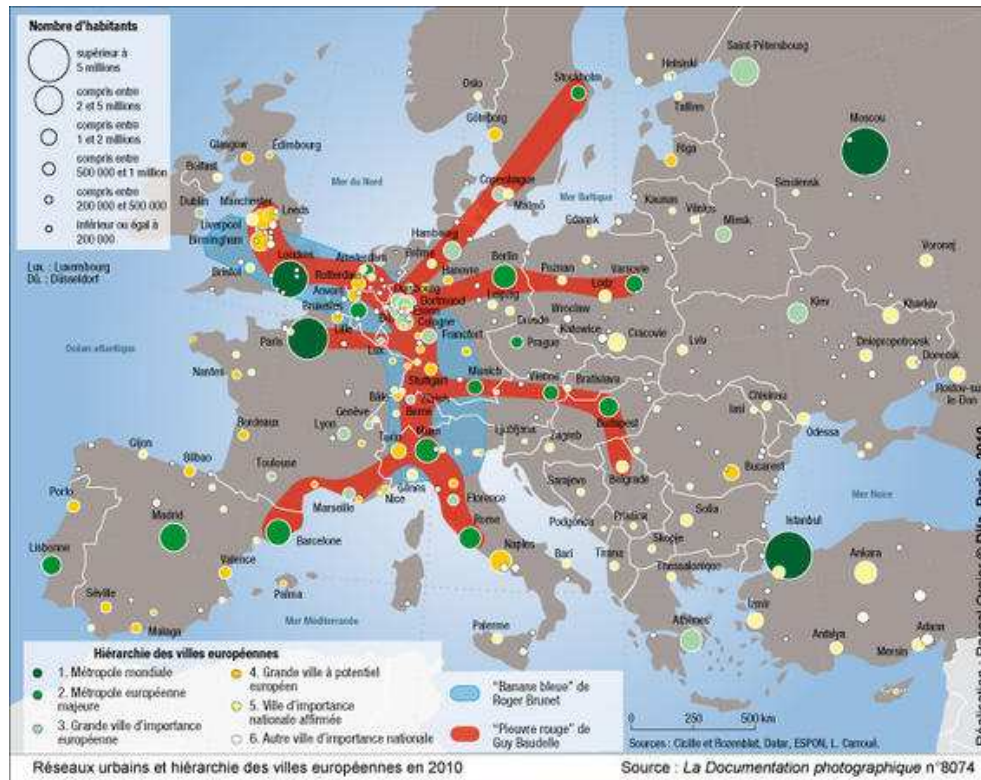 Nombre d'habitants
supérieur à
5 millions
compris entre
2 et 5 millions
compris entre
1 et 2 millions
compris entre
500 000 et 1 million
compris entre
200 000 et 500 000
inférieur ou égal à
200 000
Lux. : Luxembourg
Dü. : Düsseldorf
Saint-Pétersbourg
Helsinki
Stockholm
Oslo
Tallinn
Göteborg
Moscou
Glasgow
Édimbourg
Riga
Belfast
Mer du Nord
Copenhague
Smolensk
Dublin
Manchester
Leeds
Malmö
Mer Baltique
Kaunas
Vilnius
Minsk
Liverpool
Hambourg
Gdansk
Birmingham
Voronej
Londres
Amsterdam
Brême
Berlin
Bristol
Rotterdam
Hanovre
Poznan
Varsovie
Anvers
Duisbourg
Dortmund
Leipzig
Lodz
Bruxelles
Essen
Wroclaw
Kiev
Kharkiv
Lille
Dü.
Cologne
Dresde
Katowice
Cracovie
Océan atlantique
Paris
Francfort
Prague
Lviv
Dniepropetrovsk
Lux.
Donetsk
Nantes
Stuttgart
Munich
Vienne
Bratislava
Rostov-sur-
le-Don
Bâle
Zurich
Chisinau
Genève
Berne
Budapest
Iasi
Bordeaux
Lyon
Milan
Ljubljana
Zagreb
Odessa
Gijon
Turin
Bilbao
Toulouse
Gênes
Belgrade
Bucarest
Porto
Nice
Florence
Sarajevo
Mer Noire
Madrid
Marseille
Sofia
Rome
Podgorica
Pristina
Istanbul
Lisbonne
Barcelone
Skopje
Ankara
Valence
Naples
Bari
Tirana
Thessalonique
Palma
Séville
Mer Méditerranée
Izmir
Malaga
Palerme
Athènes
Antalya
Adana
Mersin
Hiérarchie des villes européennes
1. Métropole mondiale
2. Métropole européenne
majeure
3. Grande ville d'importance
européenne
4. Grande ville à potentiel
européen
5. Ville d'importance
nationale affirmée
6. Autre ville d'importance nationale
"Banane bleue" de
Roger Brunet
"Pieuvre rouge" de
Guy Baudelle
0 250 500 km
Sources : Cicille et Rozenblat, Datar, ESPON, L. Carroué.
Réalisation : Pascal Orcier © Dila, Paris, 2010
Réseaux urbains et hiérarchie des villes européennes en 2010
Source : La Documentation photographique n°8074